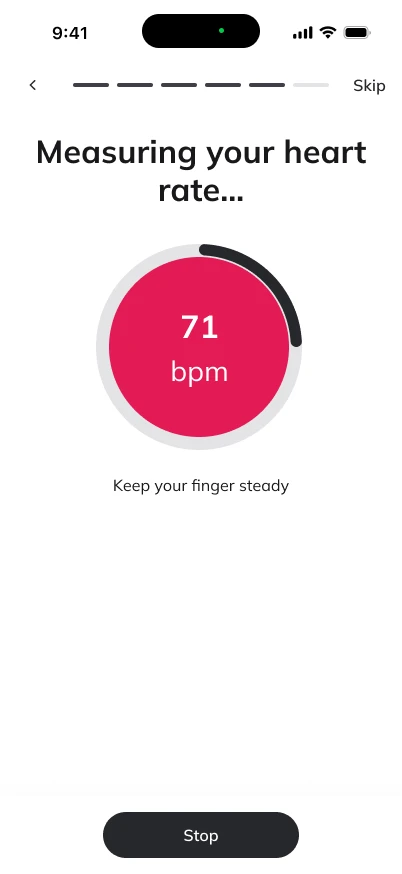 9:41
Skip
Measuring your heart
rate...
71
bpm
Keep your finger steady
Stop